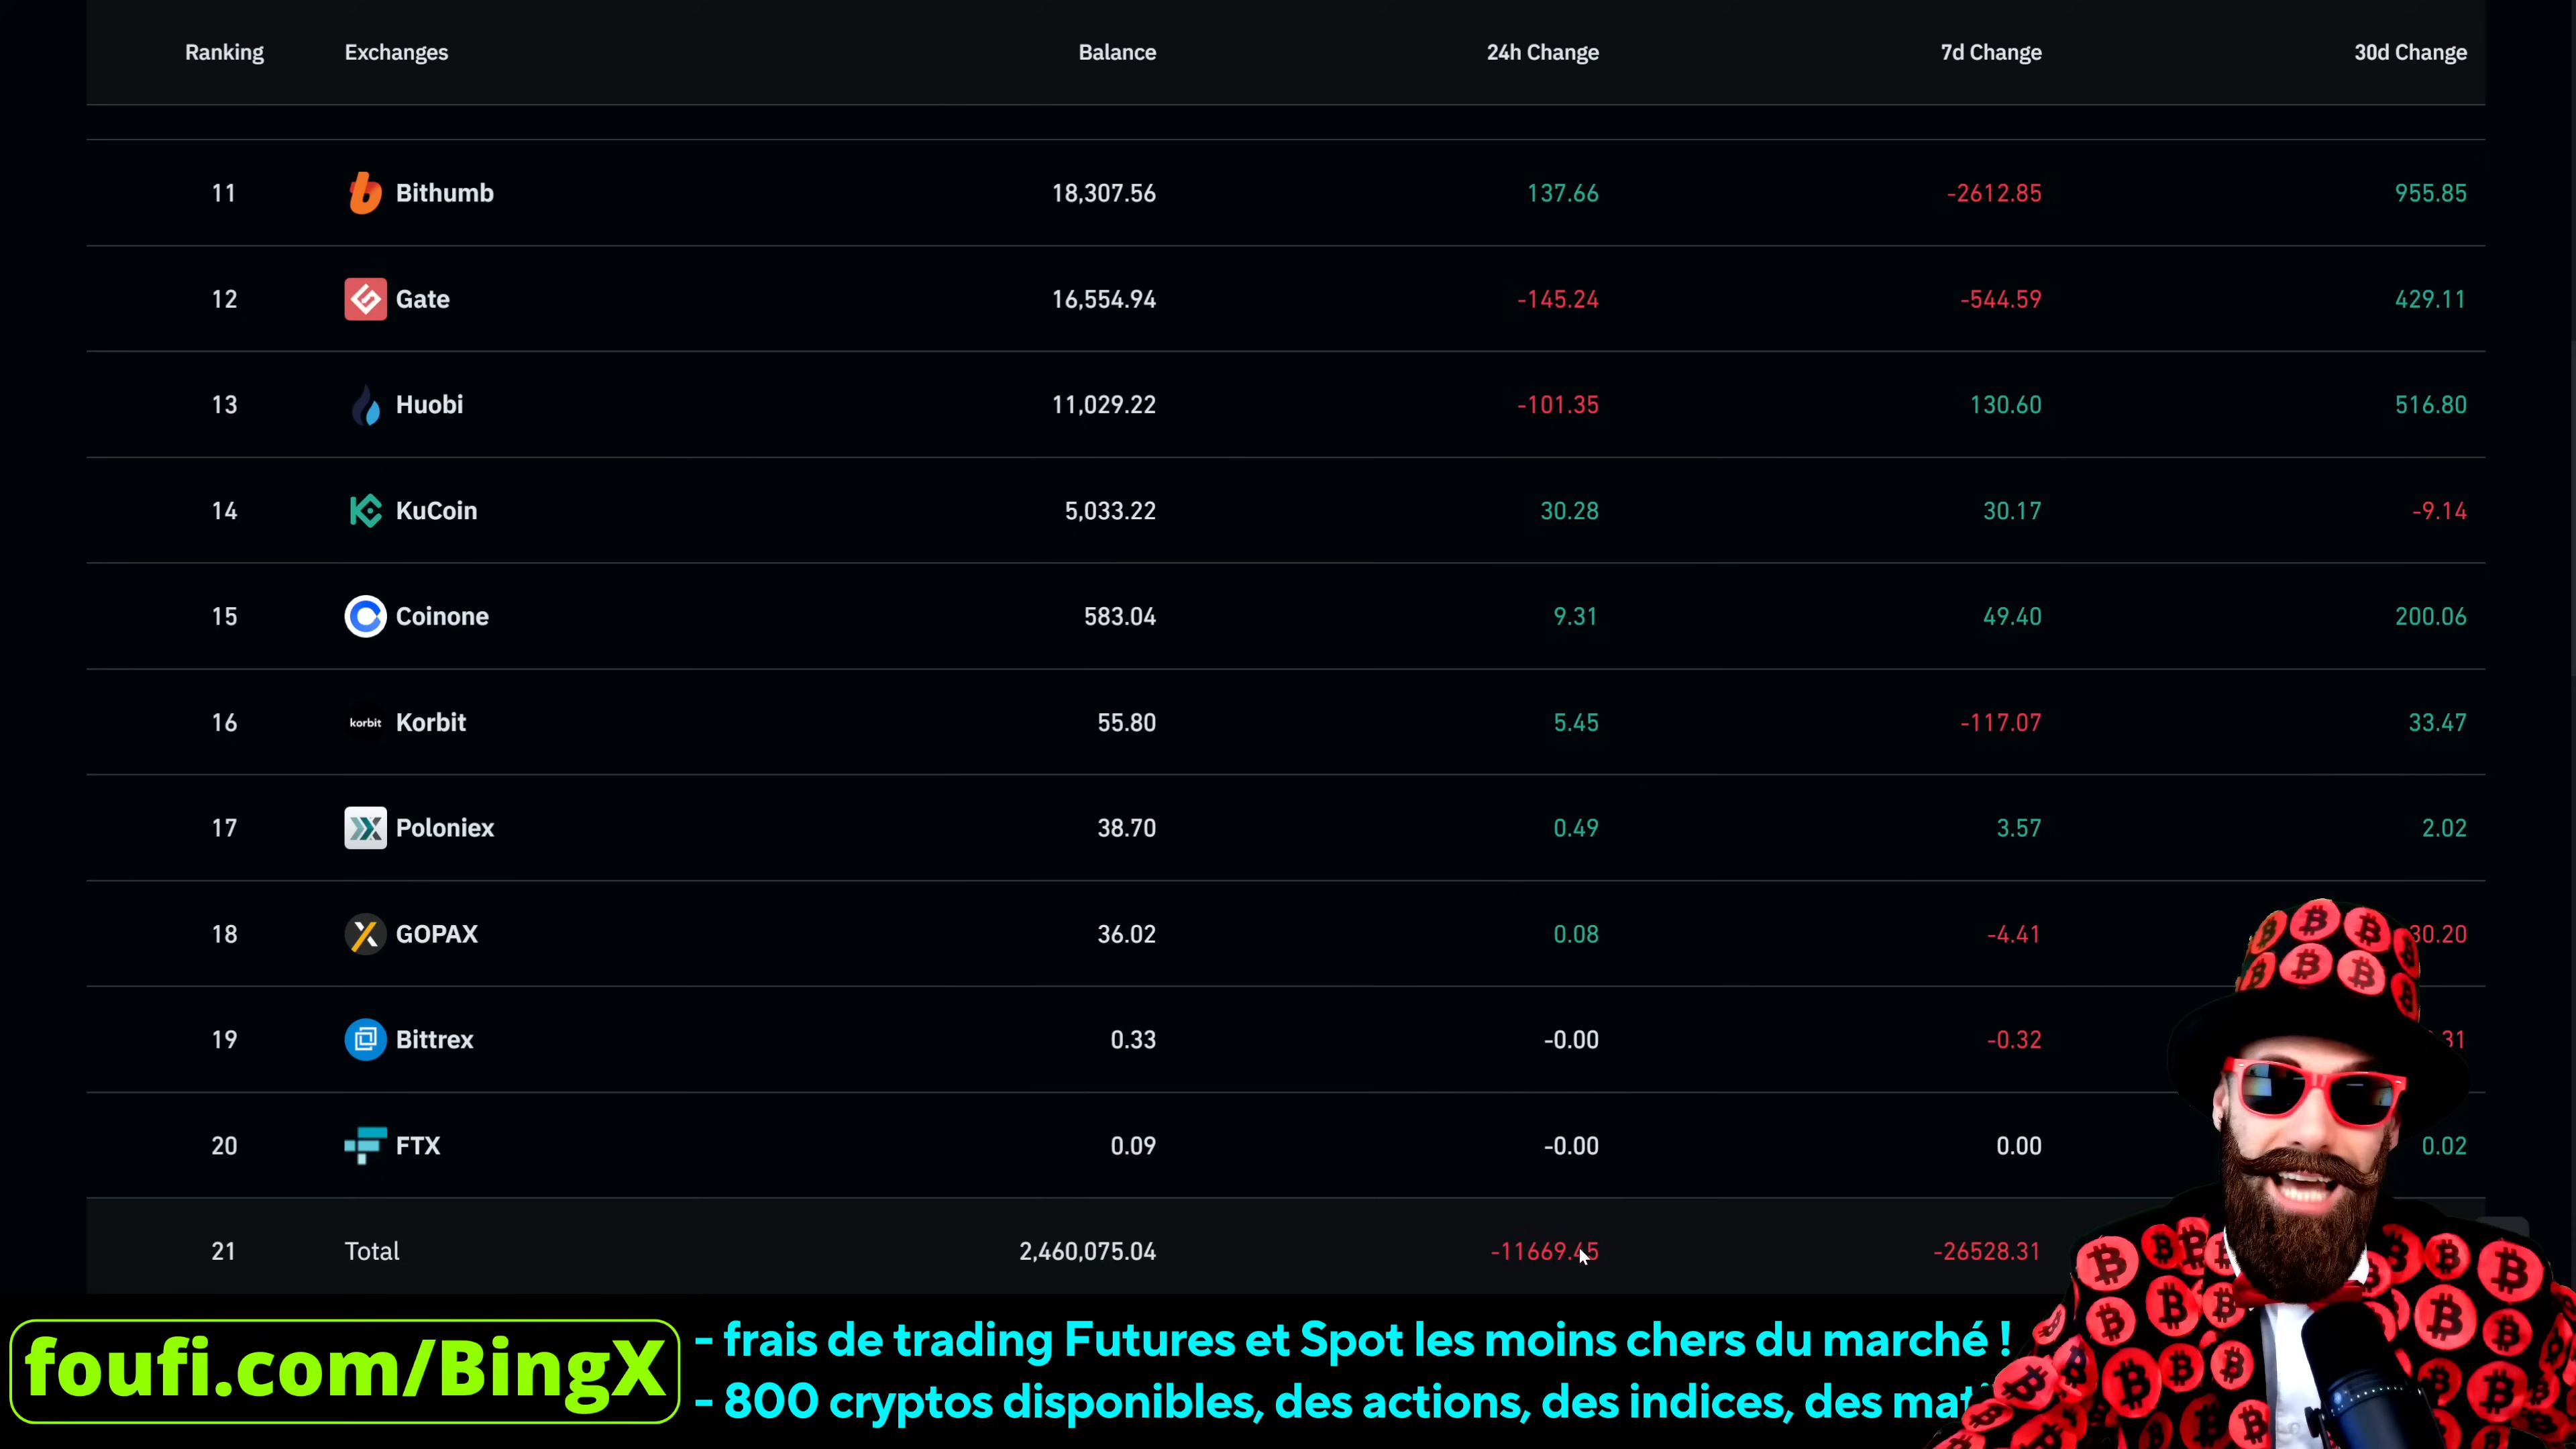 Ranking Exchanges Balance 24h Change 7d Change 30d Change
11 Bithumb 18,307.56 137.66 -2612.85 955.85
12 Gate 16,554.94 -145.24 -544.59 429.11
13 Huobi 11,029.22 -101.35 130.60 516.80
14 KuCoin 5,033.22 30.28 30.17 -9.14
15 Coinone 583.04 9.31 49.40 200.06
16 korbit Korbit 55.80 5.45 -117.07 33.47
17 Poloniex 38.70 0.49 3.57 2.02
18 GOPAX 36.02 0.08 -4.41 30.20
19 Bittrex 0.33 -0.00 -0.32
20 FTX 0.09 -0.00 0.00 0.02
21 Total 2,460,075.04 -11669.45 -26528.31
foufi.com/BingX
- frais de trading Futures et Spot les moins chers du marché !
- 800 cryptos disponibles, des actions, des indices, des